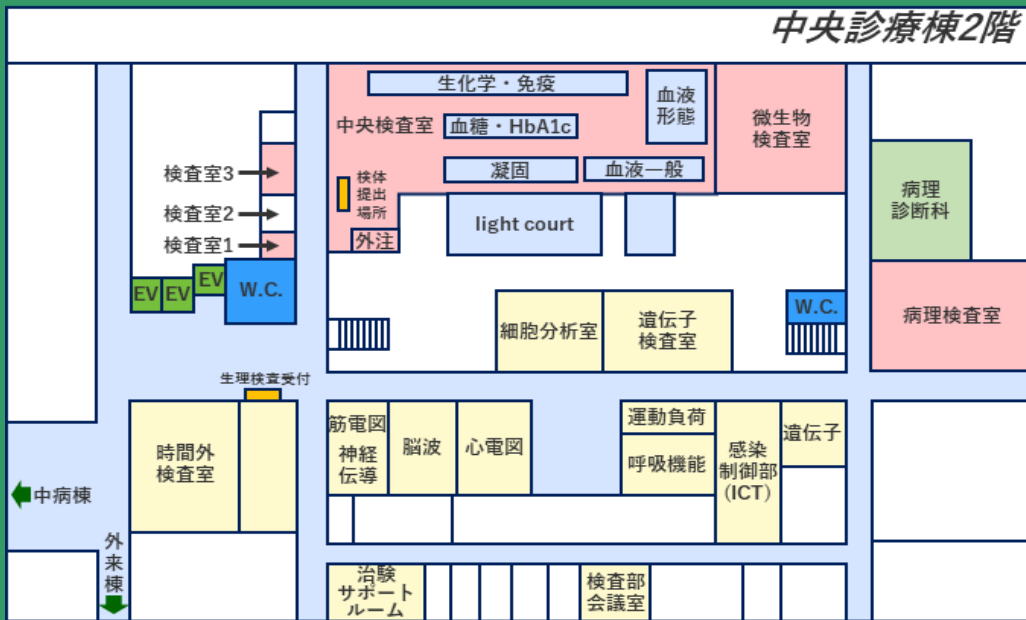 中央診療棟2階
生化学・免疫
血液
形態
中央検査室
血糖・HbA1c
微生物
検査室
凝固
血液一般
検査室3
検査室2
検査室1
検体
提出
場所
外注
light court
病理
診断科
EV
EV
EV
W.C.
W.C.
細胞分析室
遺伝子
検査室
病理検査室
生理検査受付
時間外
検査室
筋電図
神経
伝導
脳波
心電図
運動負荷
呼吸機能
感染
制御部
(ICT)
遺伝子
中病棟
外来棟
治験
サポート
ルーム
検査部
会議室